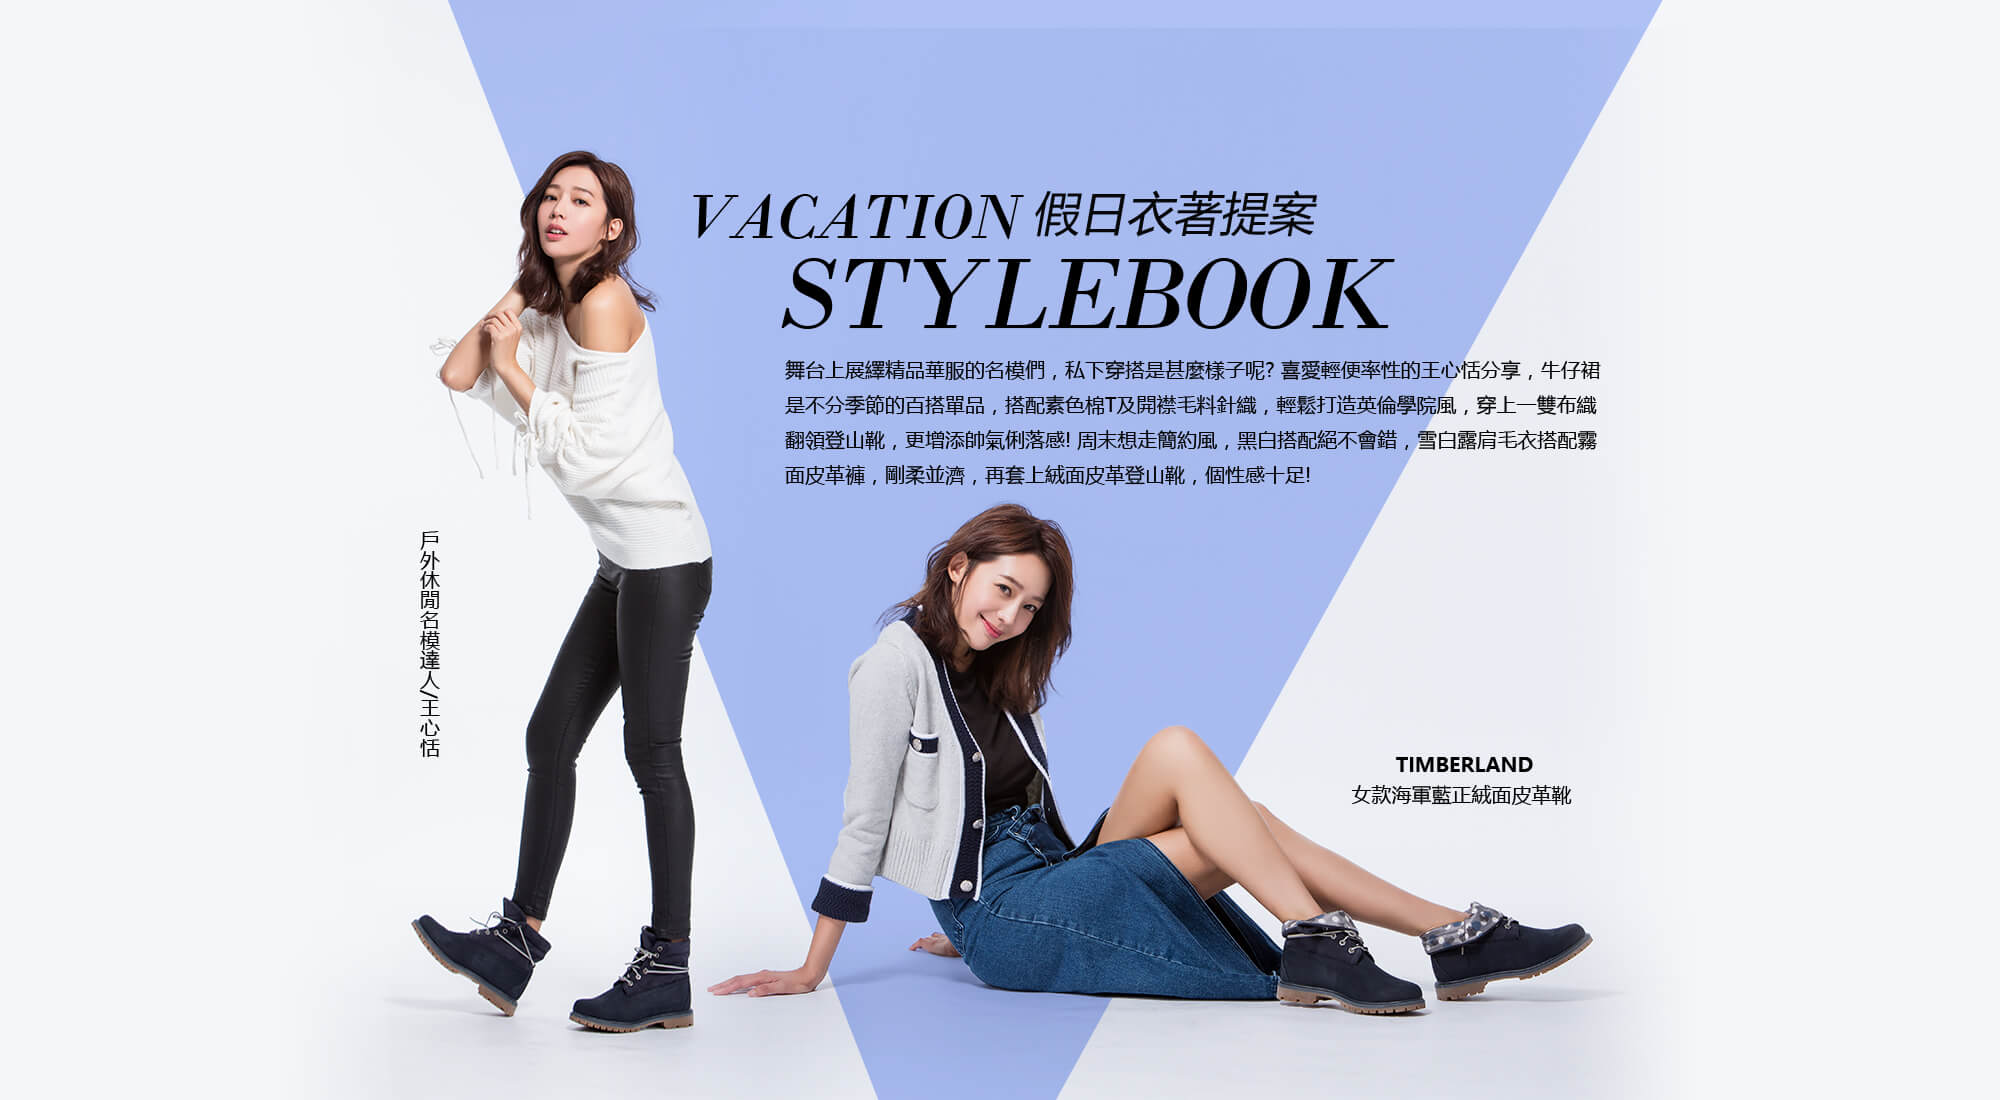 VACATION 假日衣著提案
STYLEBOOK
舞台上展繹精品華服的名模們，私下穿搭是甚麼樣子呢? 喜愛輕便率性的王心恬分享，牛仔裙
是不分季節的百搭單品，搭配素色棉T及開襟毛料針織，輕鬆打造英倫學院風，穿上一雙布織
翻領登山靴，更增添帥氣俐落感! 周末想走簡約風，黑白搭配絕不會錯，雪白露肩毛衣搭配霧
面皮革褲，剛柔並濟，再套上絨面皮革登山靴，個性感十足!
戶外休閒名模達人/王心恬
TIMBERLAND
女款海軍藍正絨面皮革靴